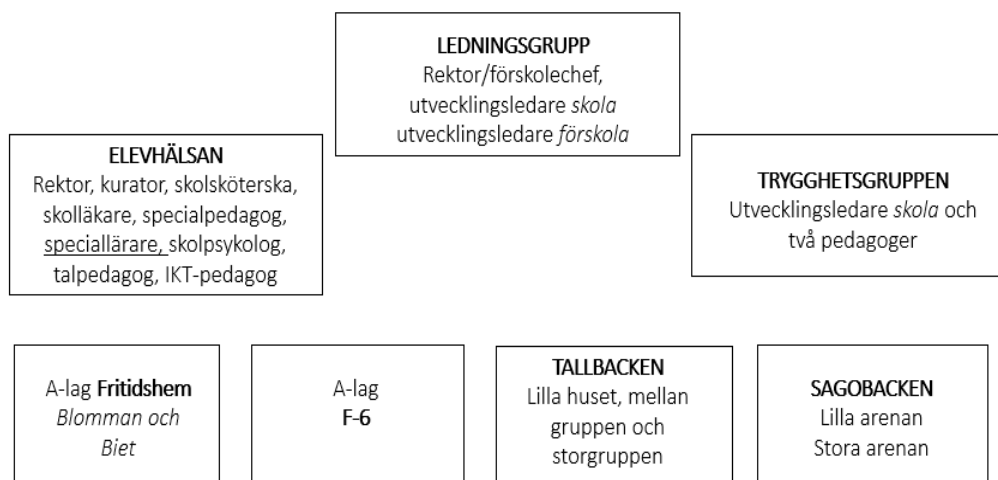 LEDNINGSGRUPP
Rektor/förskolechef,
utvecklingsledare skola
utvecklingsledare förskola
ELEVHÄLSAN
Rektor, kurator, skolsköterska,
skolläkare, specialpedagog,
speciallärare, skolpsykolog,
talpedagog, IKT-pedagog
TRYGGHETSGRUPPEN
Utvecklingsledare skola och
två pedagoger
A-lag Fritidshem
Blomman och
Biet
A-lag
F-6
TALLBACKEN
Lilla huset, mellan
gruppen och
storgruppen
SAGOBACKEN
Lilla arenan
Stora arenan